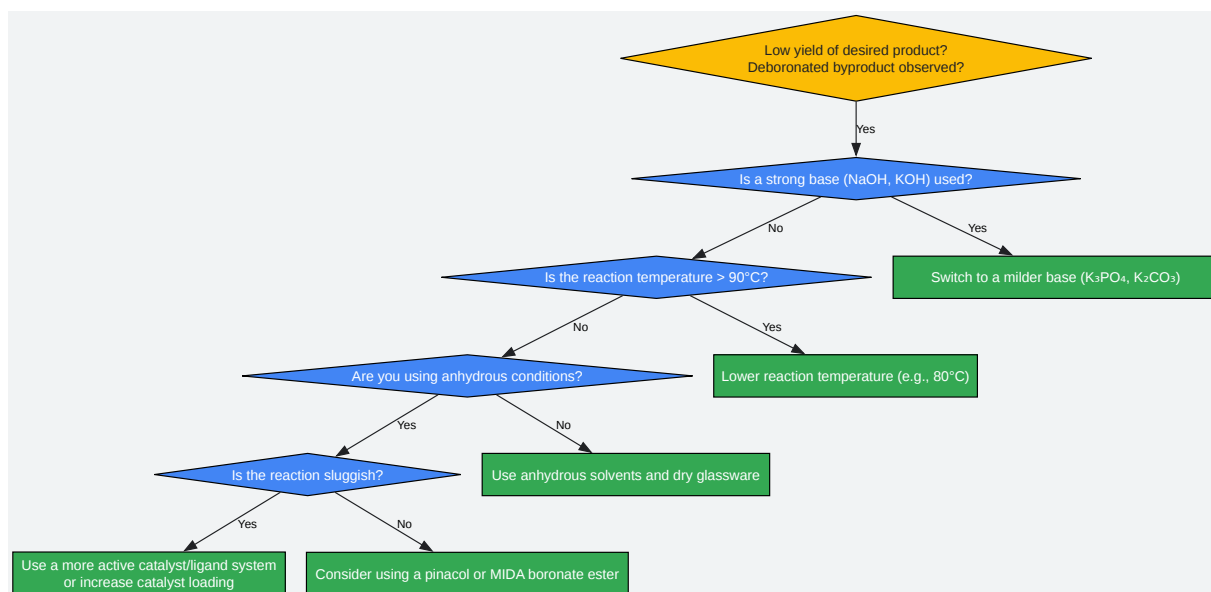 Low yield of desired product?
Deboronated byproduct observed?
Yes
Is a strong base (NaOH, KOH) used?
No
Yes
Is the reaction temperature > 90°C?
Switch to a milder base (K₃PO₄, K₂CO₃)
No
Yes
Are you using anhydrous conditions?
Lower reaction temperature (e.g., 80°C)
Yes
No
Is the reaction sluggish?
Use anhydrous solvents and dry glassware
Yes
No
Use a more active catalyst/ligand system
or increase catalyst loading
Consider using a pinacol or MIDA boronate ester